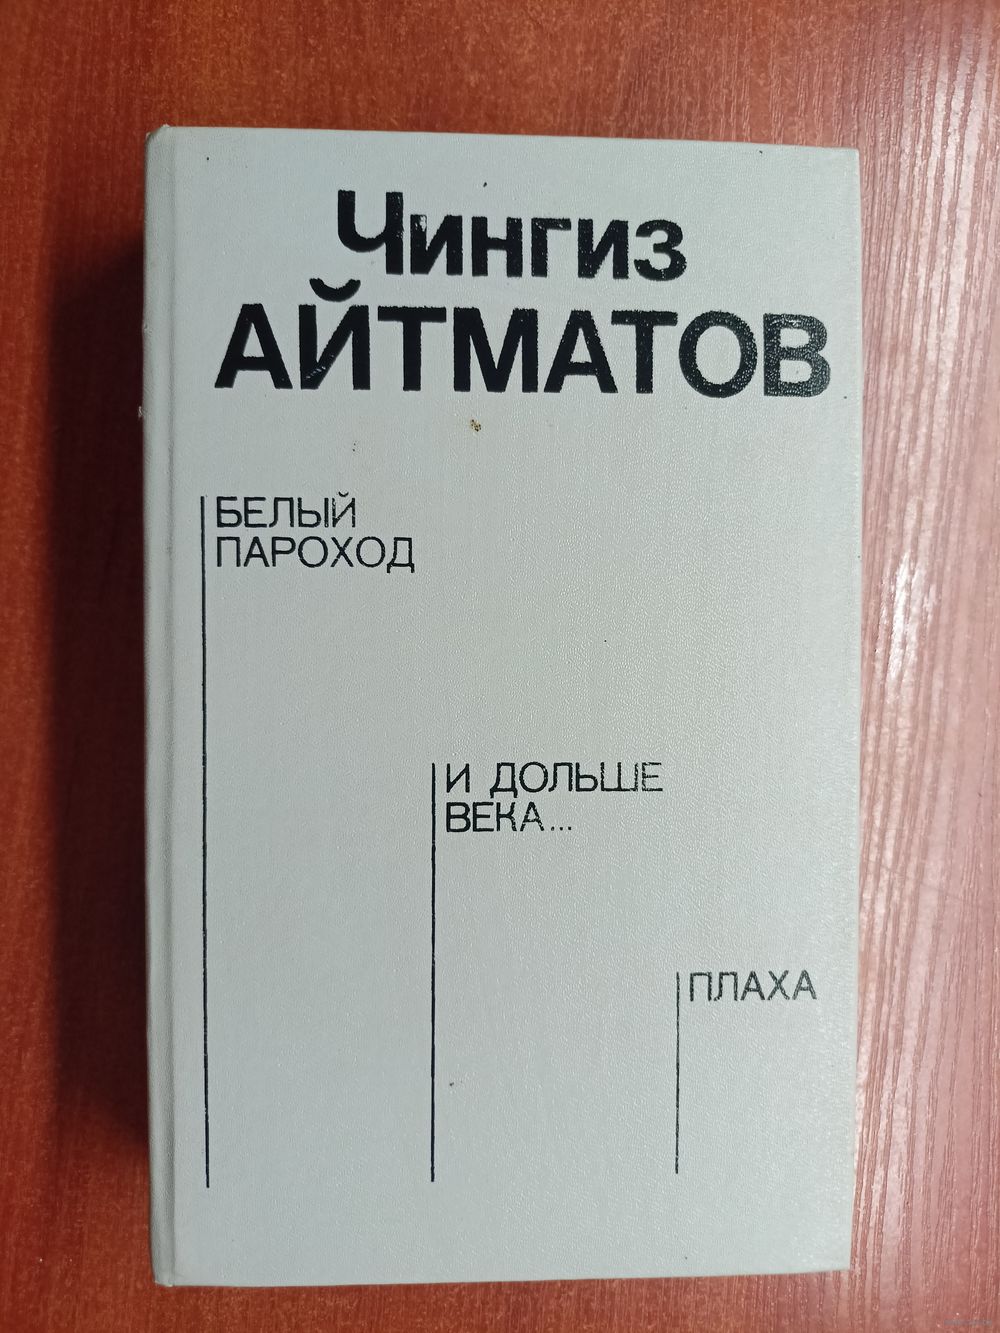 Чингиз
АЙТМАТОВ
БЕЛЫЙ
ПАРОХОД
И ДОЛЬШЕ
ВЕКА...
ПЛАХА